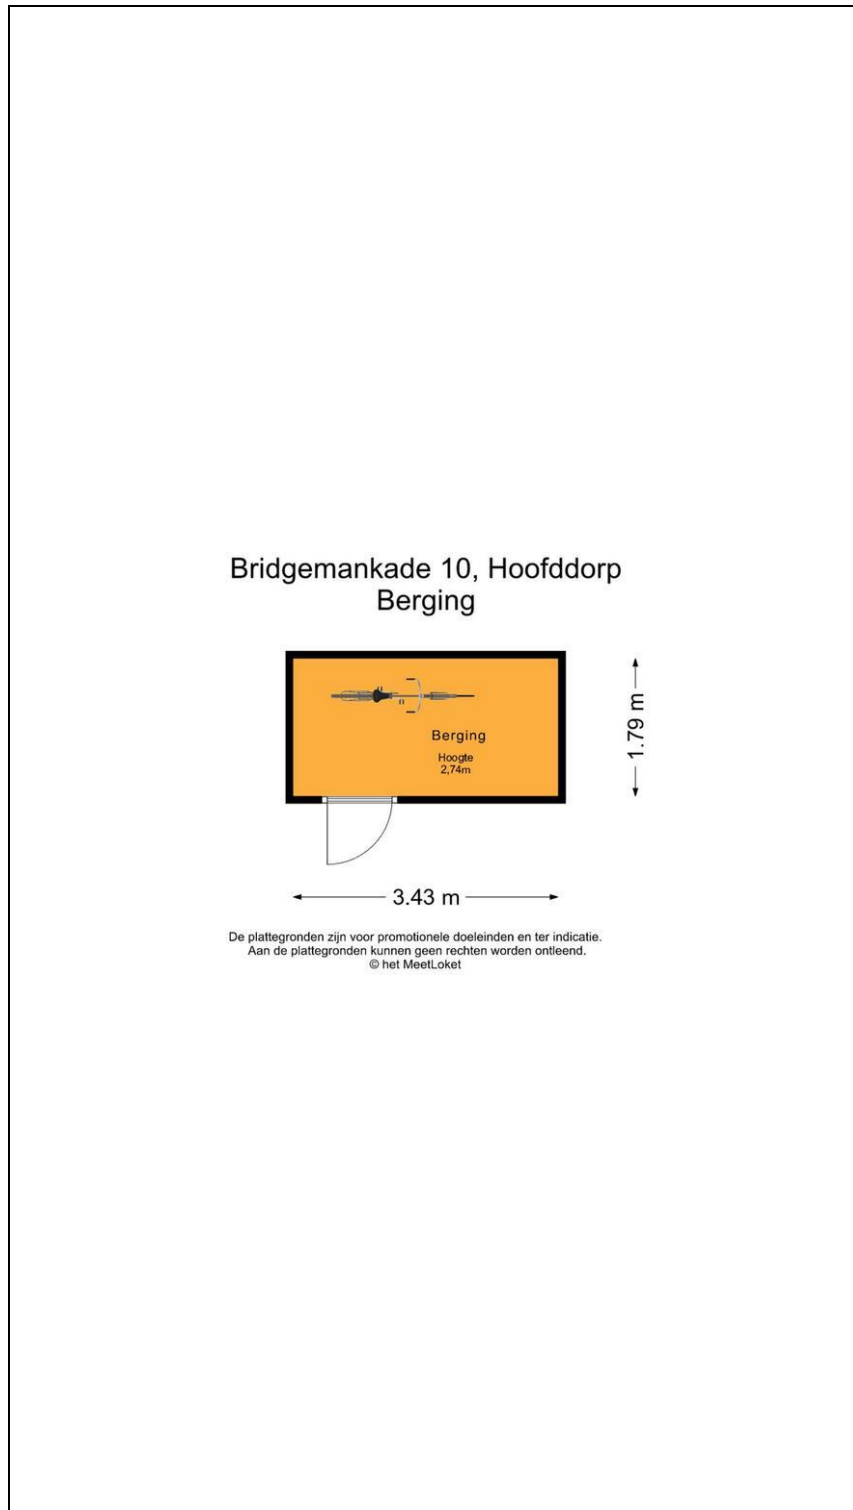 Bridgemankade 10, Hoofddorp
Berging
Berging
Hoogte
2,74m
1.79 m
3.43 m
De plattegronden zijn voor promotionele doeleinden en ter indicatie.
Aan de plattegronden kunnen geen rechten worden ontleend.
© het MeetLoket